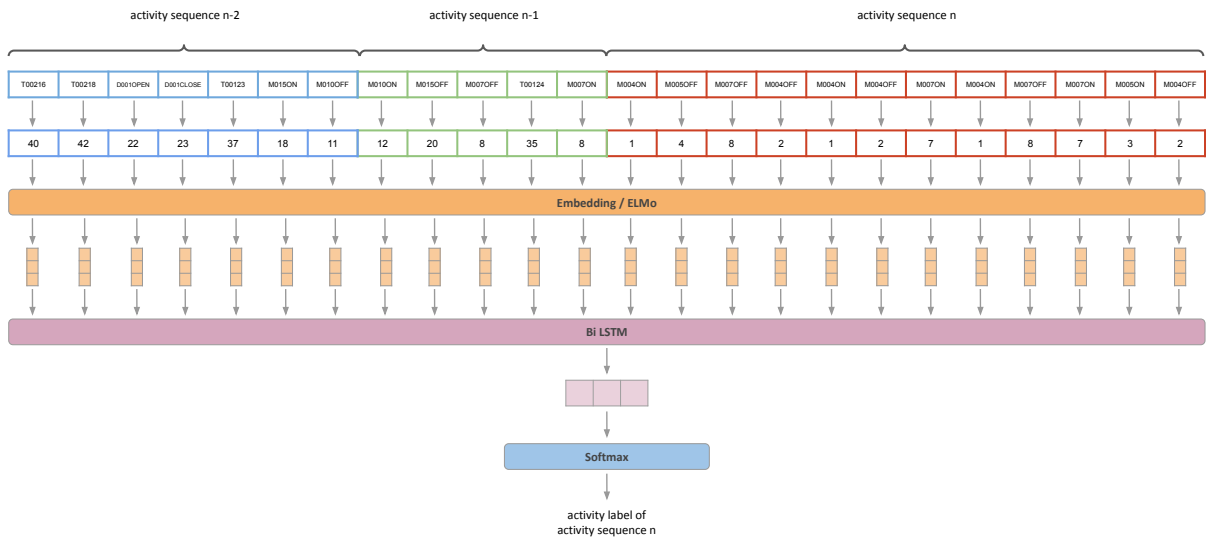 activity sequence n-2 activity sequence n-1 activity sequence n
T00216 T00218 D001OPEN D001CLOSE T00123 M015ON M010OFF M010ON M015OFF M007OFF T00124 M007ON M004ON M005OFF M007OFF M004OFF M004ON M004OFF M007ON M004ON M007OFF M007ON M005ON M004OFF
40 42 22 23 37 18 11 12 20 8 35 8 1 4 8 2 1 2 7 1 8 7 3 2
Embedding / ELMo
Bi LSTM
Softmax
activity label of
activity sequence n